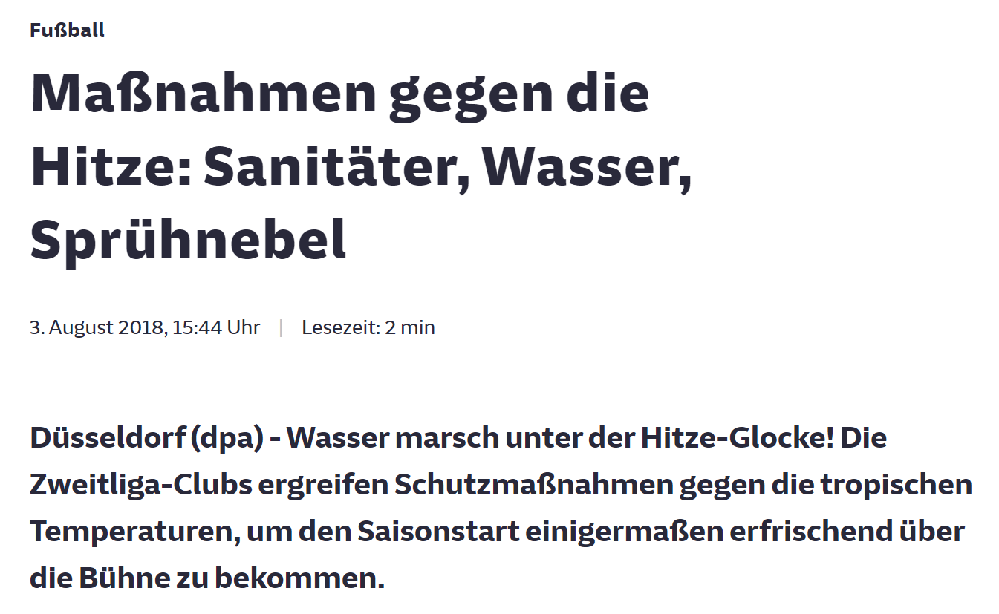 Fußball
Maßnahmen gegen die
Hitze: Sanitäter, Wasser,
Sprühnebel
3. August 2018, 15:44 Uhr | Lesezeit: 2 min
Düsseldorf (dpa) - Wasser marsch unter der Hitze-Glocke! Die
Zweitliga-Clubs ergreifen Schutzmaßnahmen gegen die tropischen
Temperaturen, um den Saisonstart einigermaßen erfrischend über
die Bühne zu bekommen.